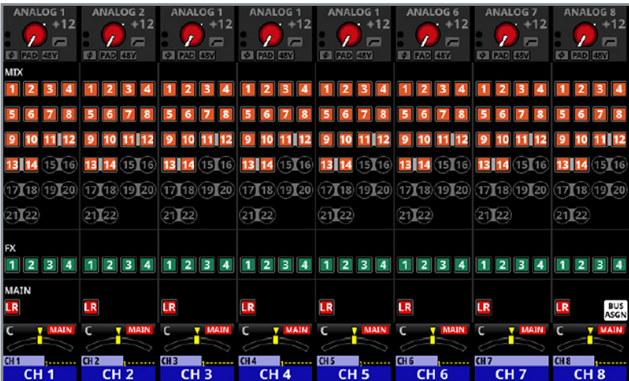 ANALOG 1 ANALOG 2 ANALOG 1 ANALOG 1 ANALOG 1 ANALOG 6 ANALOG 7 ANALOG 8
+12 +12 +12 +12 +12 +12 +12 +12
ø PAD 48V ø PAD 48V ø PAD 48V ø PAD 48V ø PAD 48V ø PAD 48V ø PAD 48V ø PAD 48V
MIX
1 2 3 4 1 2 3 4 1 2 3 4 1 2 3 4 1 2 3 4 1 2 3 4 1 2 3 4 1 2 3 4
5 6 7 8 5 6 7 8 5 6 7 8 5 6 7 8 5 6 7 8 5 6 7 8 5 6 7 8 5 6 7 8
9 10 11 12 9 10 11 12 9 10 11 12 9 10 11 12 9 10 11 12 9 10 11 12 9 10 11 12 9 10 11 12
13 14 15 16 13 14 15 16 13 14 15 16 13 14 15 16 13 14 15 16 13 14 15 16 13 14 15 16 13 14 15 16
17 18 19 20 17 18 19 20 17 18 19 20 17 18 19 20 17 18 19 20 17 18 19 20 17 18 19 20 17 18 19 20
21 22 21 22 21 22 21 22 21 22 21 22 21 22 21 22
FX
1 2 3 4 1 2 3 4 1 2 3 4 1 2 3 4 1 2 3 4 1 2 3 4 1 2 3 4 1 2 3 4
MAIN
LR LR LR LR LR LR LR LR BUS
ASGN
C MAIN C MAIN C MAIN C MAIN C MAIN C MAIN C MAIN C MAIN
CH 1 CH 2 CH 3 CH 4 CH 5 CH 6 CH 7 CH 8
CH 1 CH 2 CH 3 CH 4 CH 5 CH 6 CH 7 CH 8